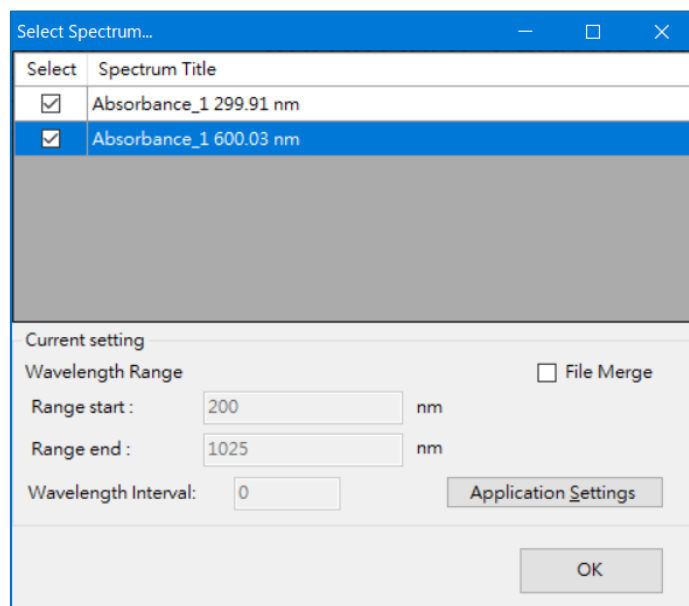 Select Spectrum...
Select Spectrum Title
Absorbance_1 299.91 nm
Absorbance_1 600.03 nm
Current setting
Wavelength Range
File Merge
Range start : 200 nm
Range end : 1025 nm
Wavelength Interval: 0
Application Settings
OK